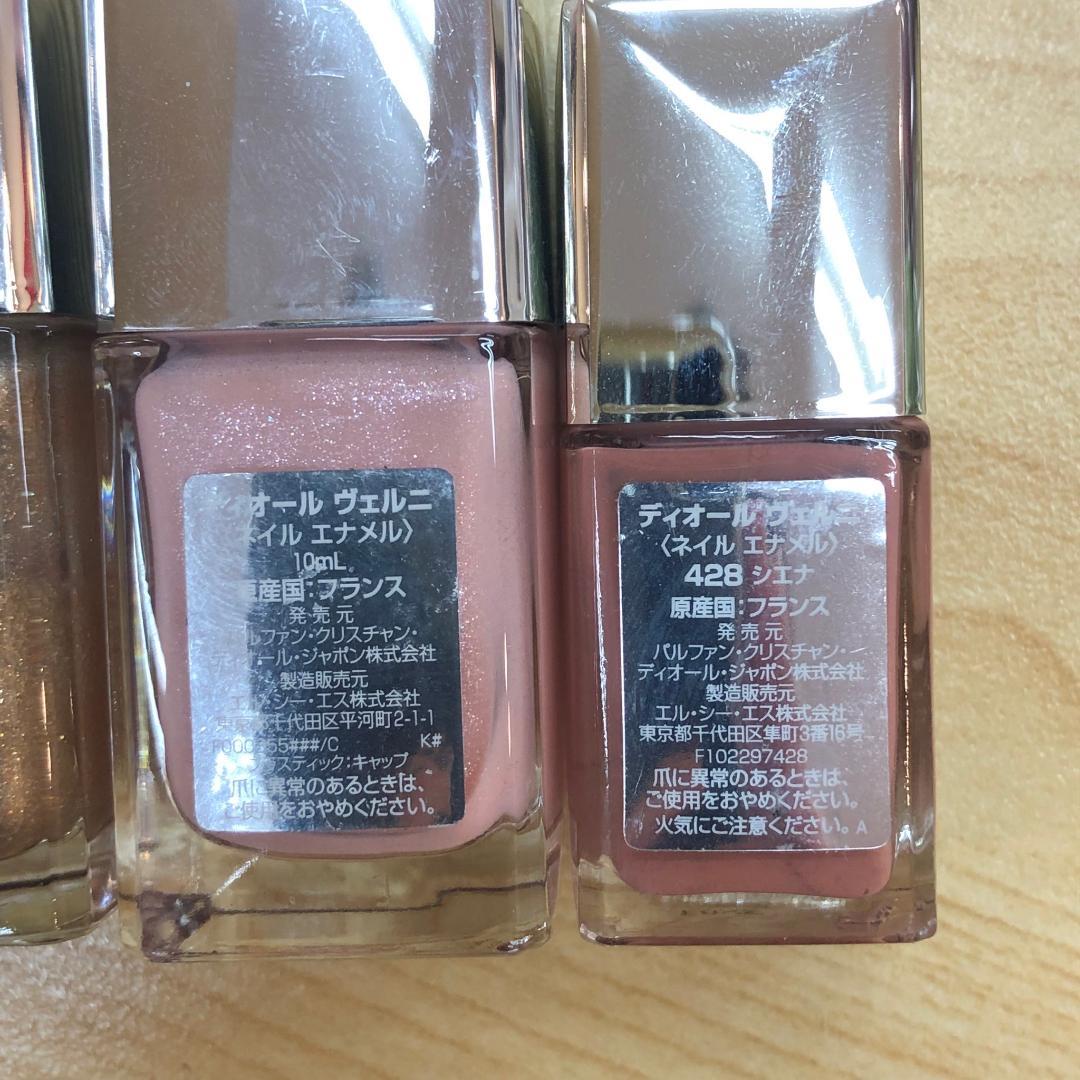 ディオール ヴェルニ
ネイル エナメル〉
10mL
原産国：フランス
発売元
パルファン・クリスチャン・
ディオール・ジャポン株式会社
製造販売元
エル・シー・エス株式会社
東京都千代田区平河町2-1-1
K#
プラスティック：キャップ
爪に異常のあるときは、
ご使用をおやめください。
ディオール ヴェルニ
〈ネイル エナメル〉
428 シエナ
原産国：フランス
発売元
パルファン・クリスチャン・
ディオール・ジャポン株式会社
製造販売元
エル・シー・エス株式会社
東京都千代田区隼町3番16号
F102297428
爪に異常のあるときは、
ご使用をおやめください。
火気にご注意ください。A